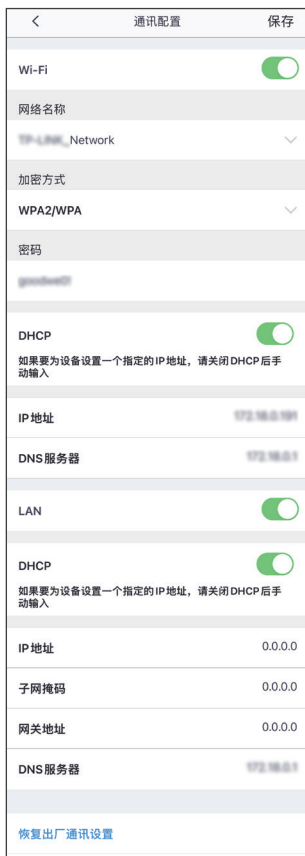 通讯配置
保存
Wi-Fi
网络名称
Network
加密方式
WPA2/WPA
密码
DHCP
如果要为设备设置一个指定的IP地址，请关闭DHCP后手
动输入
IP地址
DNS服务器
LAN
DHCP
如果要为设备设置一个指定的IP地址，请关闭DHCP后手
动输入
IP地址 0.0.0.0
子网掩码 0.0.0.0
网关地址 0.0.0.0
DNS服务器
恢复出厂通讯设置